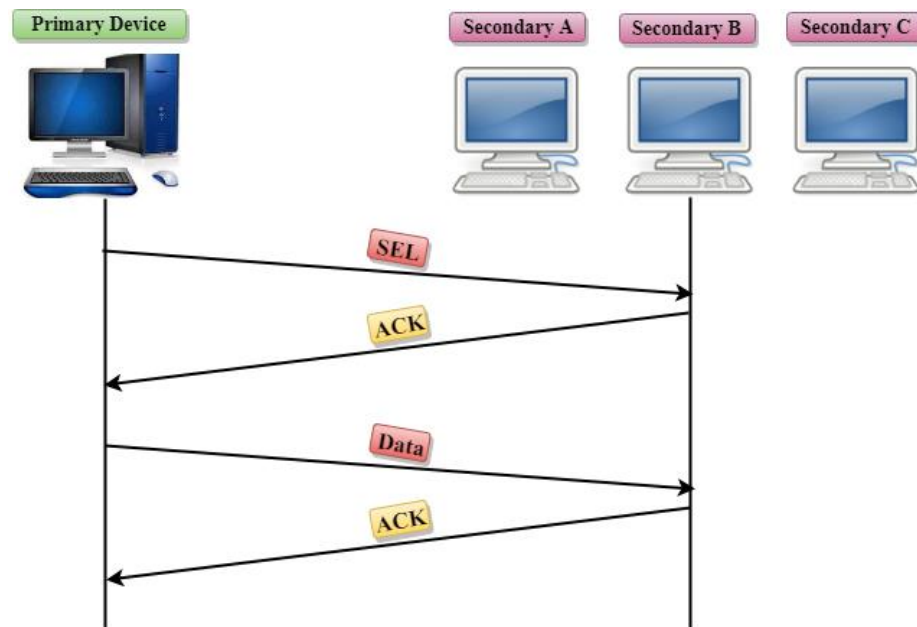 Primary Device
Secondary A
Secondary B
Secondary C
SEL
ACK
Data
ACK